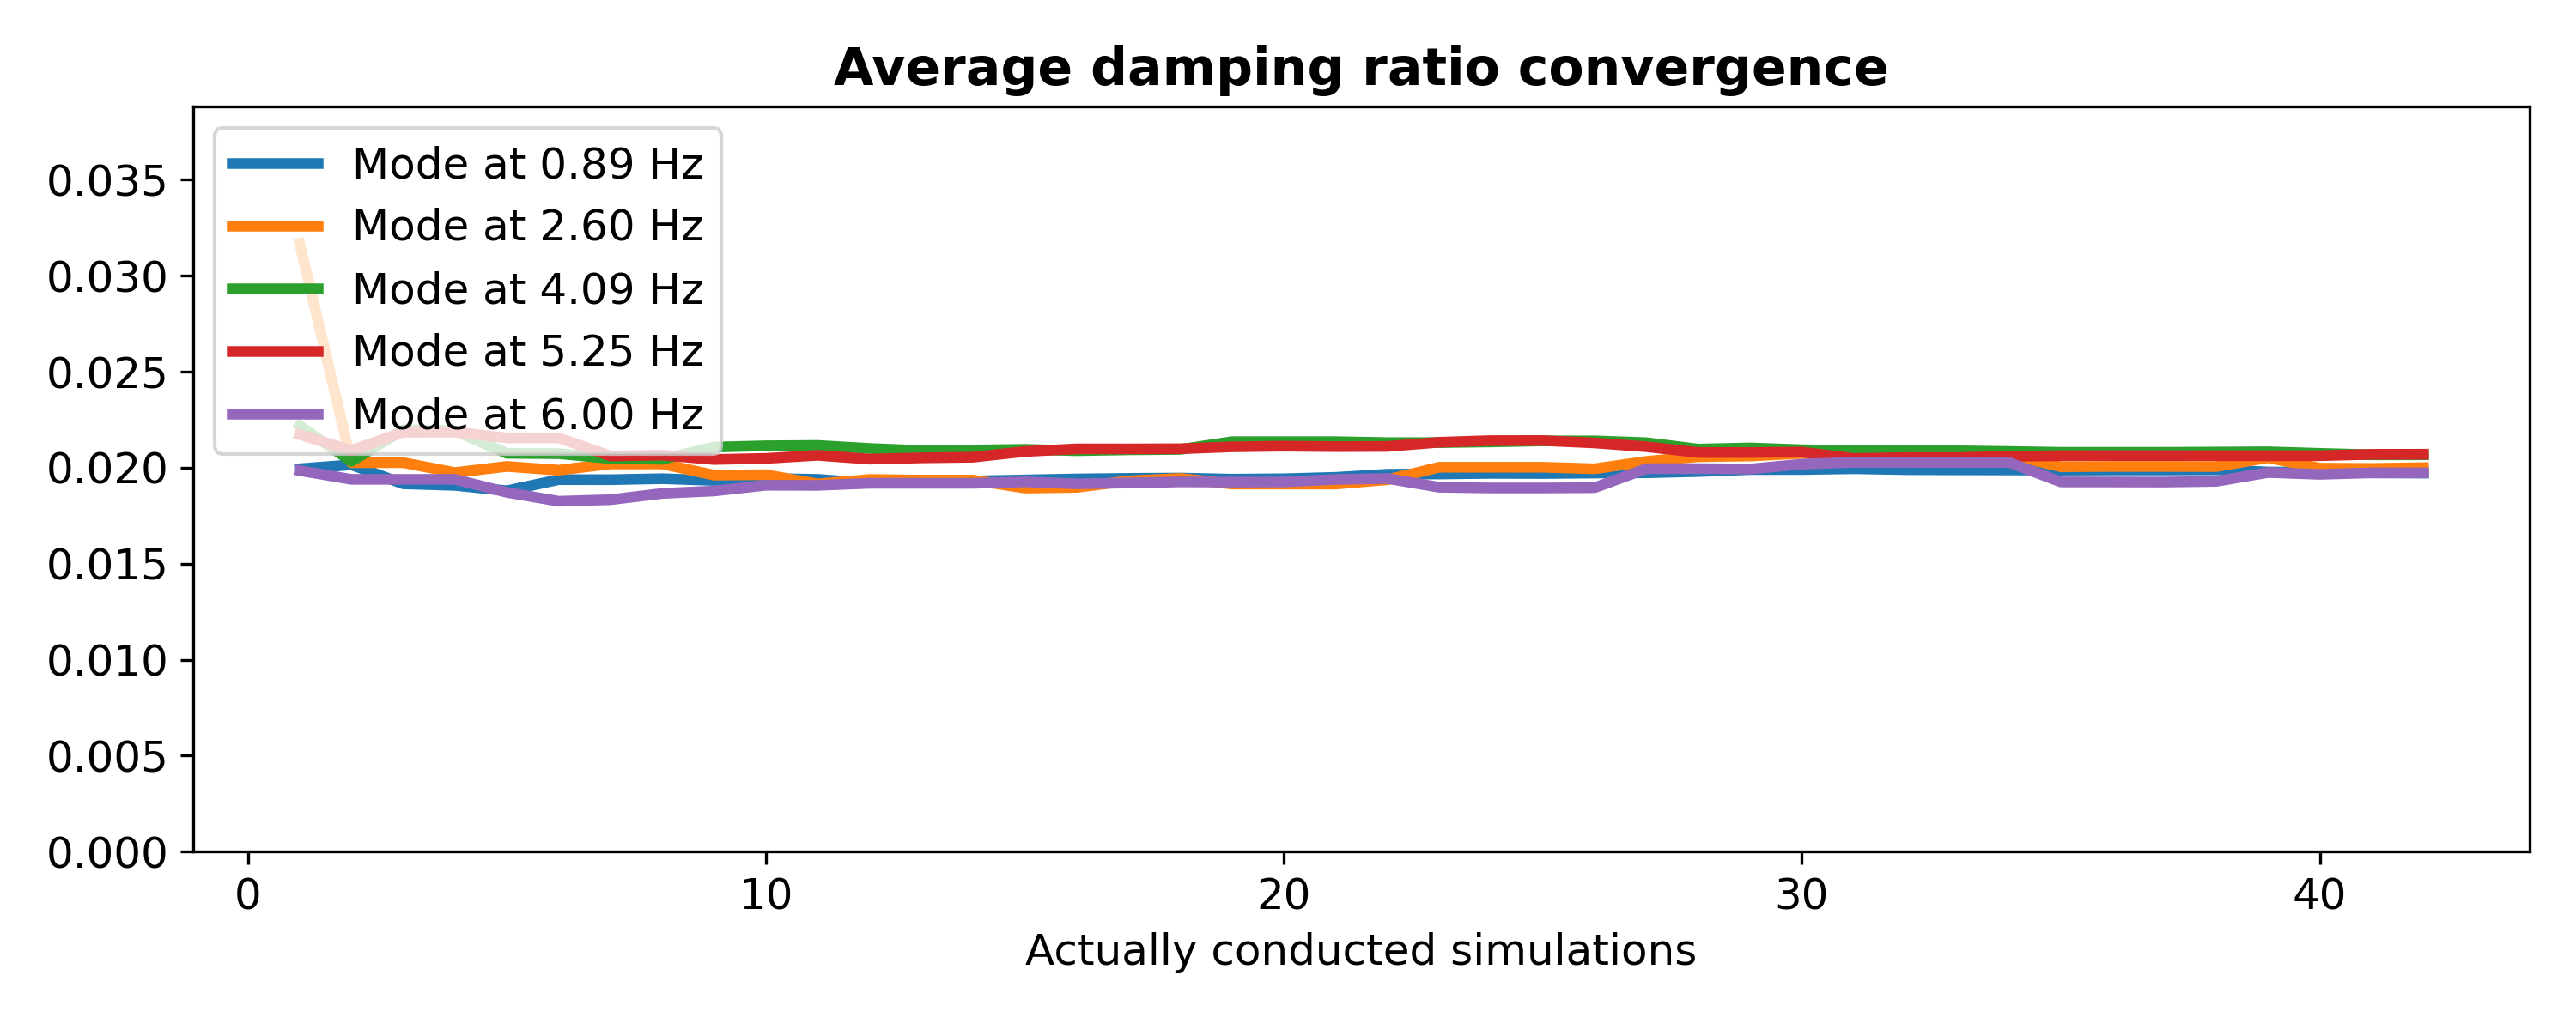 Average damping ratio convergence
Mode at 0.89 Hz
Mode at 2.60 Hz
Mode at 4.09 Hz
Mode at 5.25 Hz
Mode at 6.00 Hz
0.035
0.030
0.025
0.020
0.015
0.010
0.005
0.000
0 10 20 30 40
Actually conducted simulations